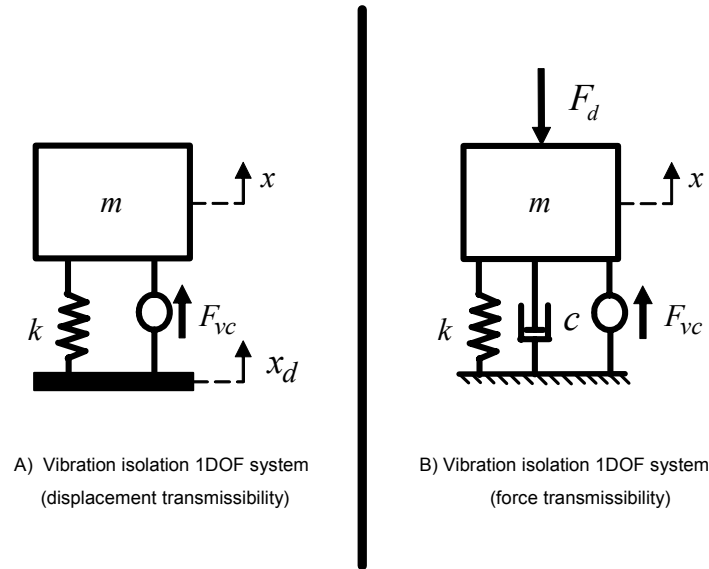 x
m
k
F_vc
x_d
A) Vibration isolation 1DOF system
(displacement transmissibility)
F_d
x
m
k
c
F_vc
B) Vibration isolation 1DOF system
(force transmissibility)